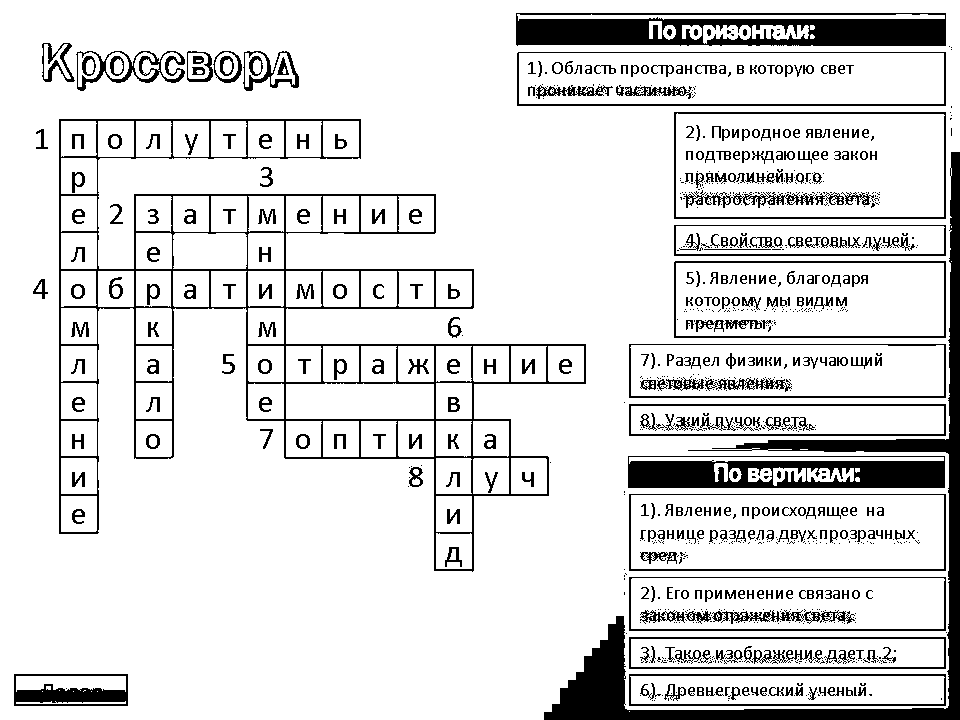 Кроссворд
1 полутень
р 3
е 2 затмение
л е н
4 обратимость
м к м 6
л а 5 отражение
е л е в
н о 7 оптика
и 8 луч
е и
д
По горизонтали:
1). Область пространства, в которую свет
проникает частично;
2). Природное явление,
подтверждающее закон
прямолинейного
распространения света;
4). Свойство световых лучей;
5). Явление, благодаря
которому мы видим
предметы;
7). Раздел физики, изучающий
световые явления;
8). Узкий пучок света.
По вертикали:
1). Явление, происходящее на
границе раздела двух прозрачных
сред;
2). Его применение связано с
законом отражения света;
3). Такое изображение дает п.2;
6). Древнегреческий ученый.